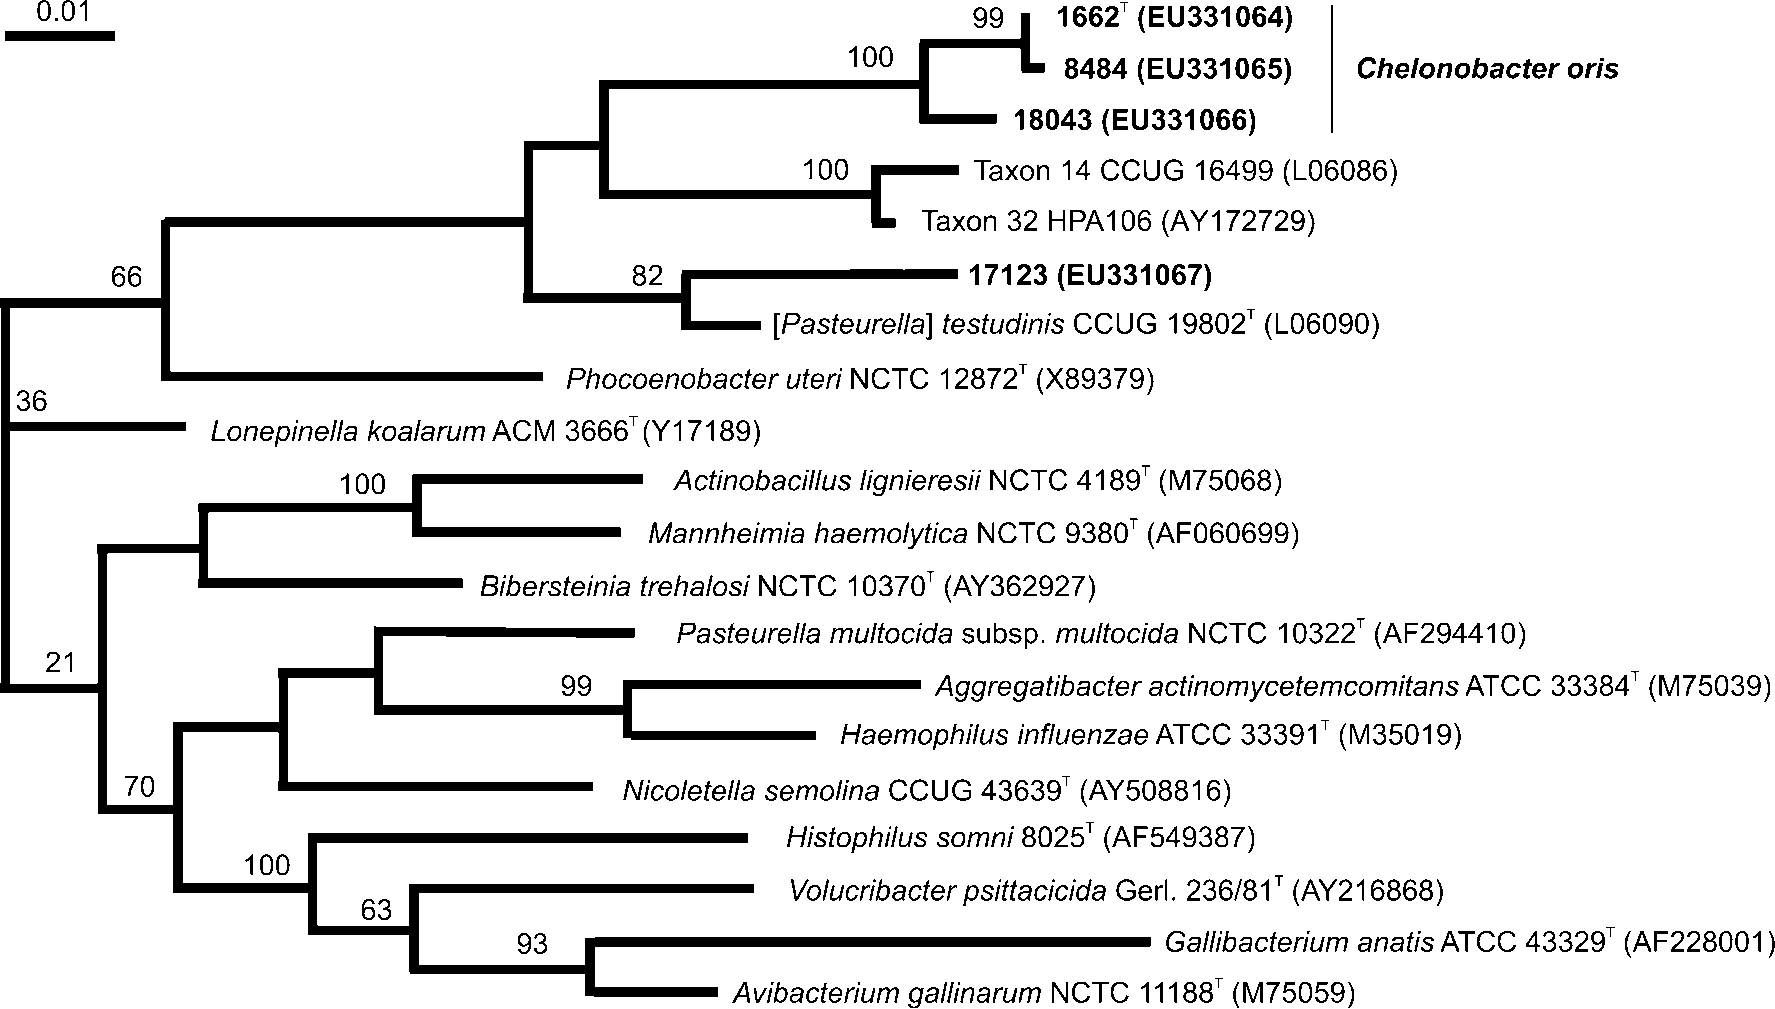 0.01
99
1662ᵀ (EU331064)
100
8484 (EU331065)
Chelonobacter oris
18043 (EU331066)
100
Taxon 14 CCUG 16499 (L06086)
Taxon 32 HPA106 (AY172729)
66
82
17123 (EU331067)
[Pasteurella] testudinis CCUG 19802ᵀ (L06090)
Phocoenobacter uteri NCTC 12872ᵀ (X89379)
36
Lonepinella koalarum ACM 3666ᵀ (Y17189)
100
Actinobacillus lignieresii NCTC 4189ᵀ (M75068)
Mannheimia haemolytica NCTC 9380ᵀ (AF060699)
Bibersteinia trehalosi NCTC 10370ᵀ (AY362927)
Pasteurella multocida subsp. multocida NCTC 10322ᵀ (AF294410)
21
99
Aggregatibacter actinomycetemcomitans ATCC 33384ᵀ (M75039)
Haemophilus influenzae ATCC 33391ᵀ (M35019)
70
Nicoletella semolina CCUG 43639ᵀ (AY508816)
Histophilus somni 8025ᵀ (AF549387)
100
Volucribacter psittacicida Gerl. 236/81ᵀ (AY216868)
63
93
Gallibacterium anatis ATCC 43329ᵀ (AF228001)
Avibacterium gallinarum NCTC 11188ᵀ (M75059)